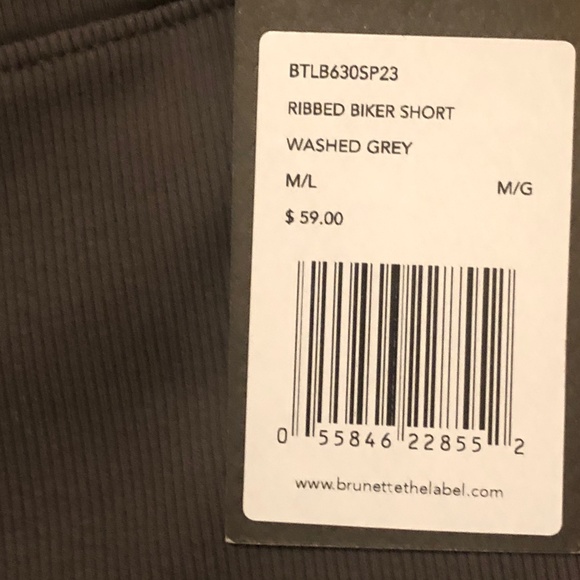 BTLB630SP23
RIBBED BIKER SHORT
WASHED GREY
M/L M/G
$ 59.00
0 55846 22855 2
www.brunettethelabel.com